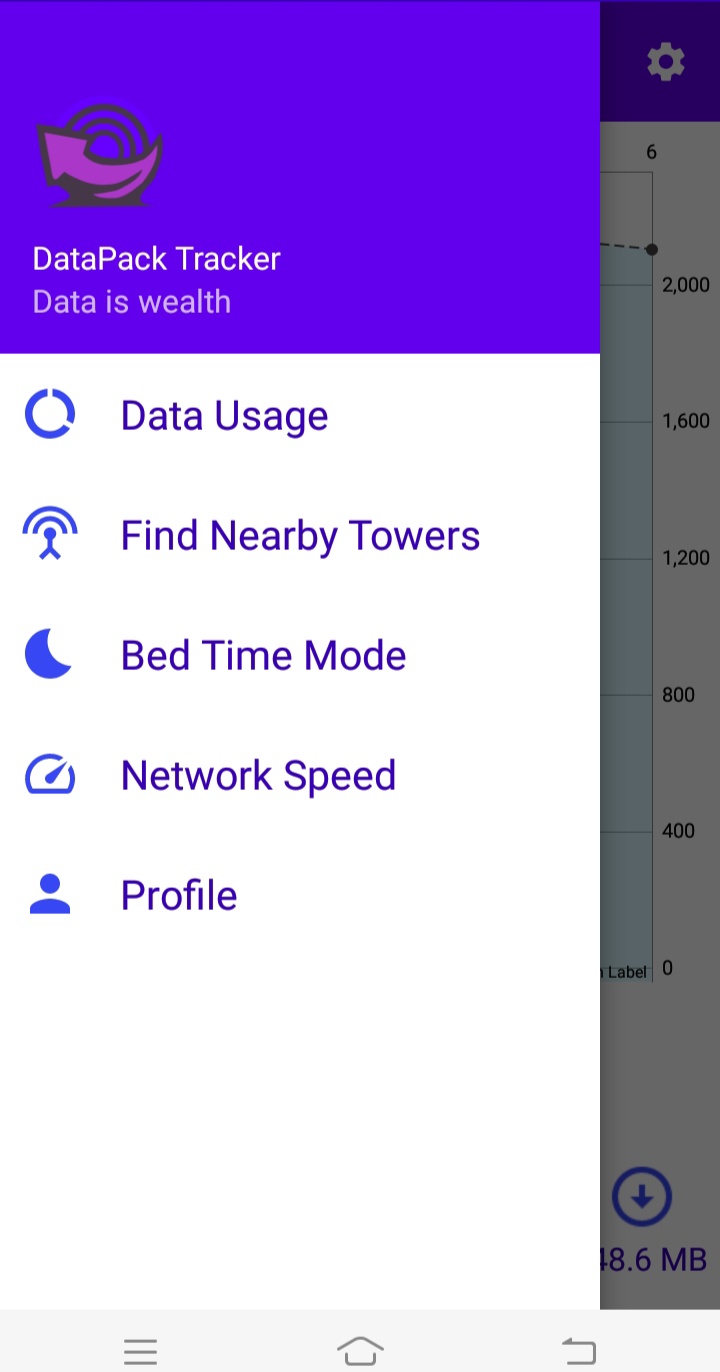 DataPack Tracker
Data is wealth
Data Usage
Find Nearby Towers
Bed Time Mode
Network Speed
Profile
6
2,000
1,600
1,200
800
400
0
Label
8.6 MB